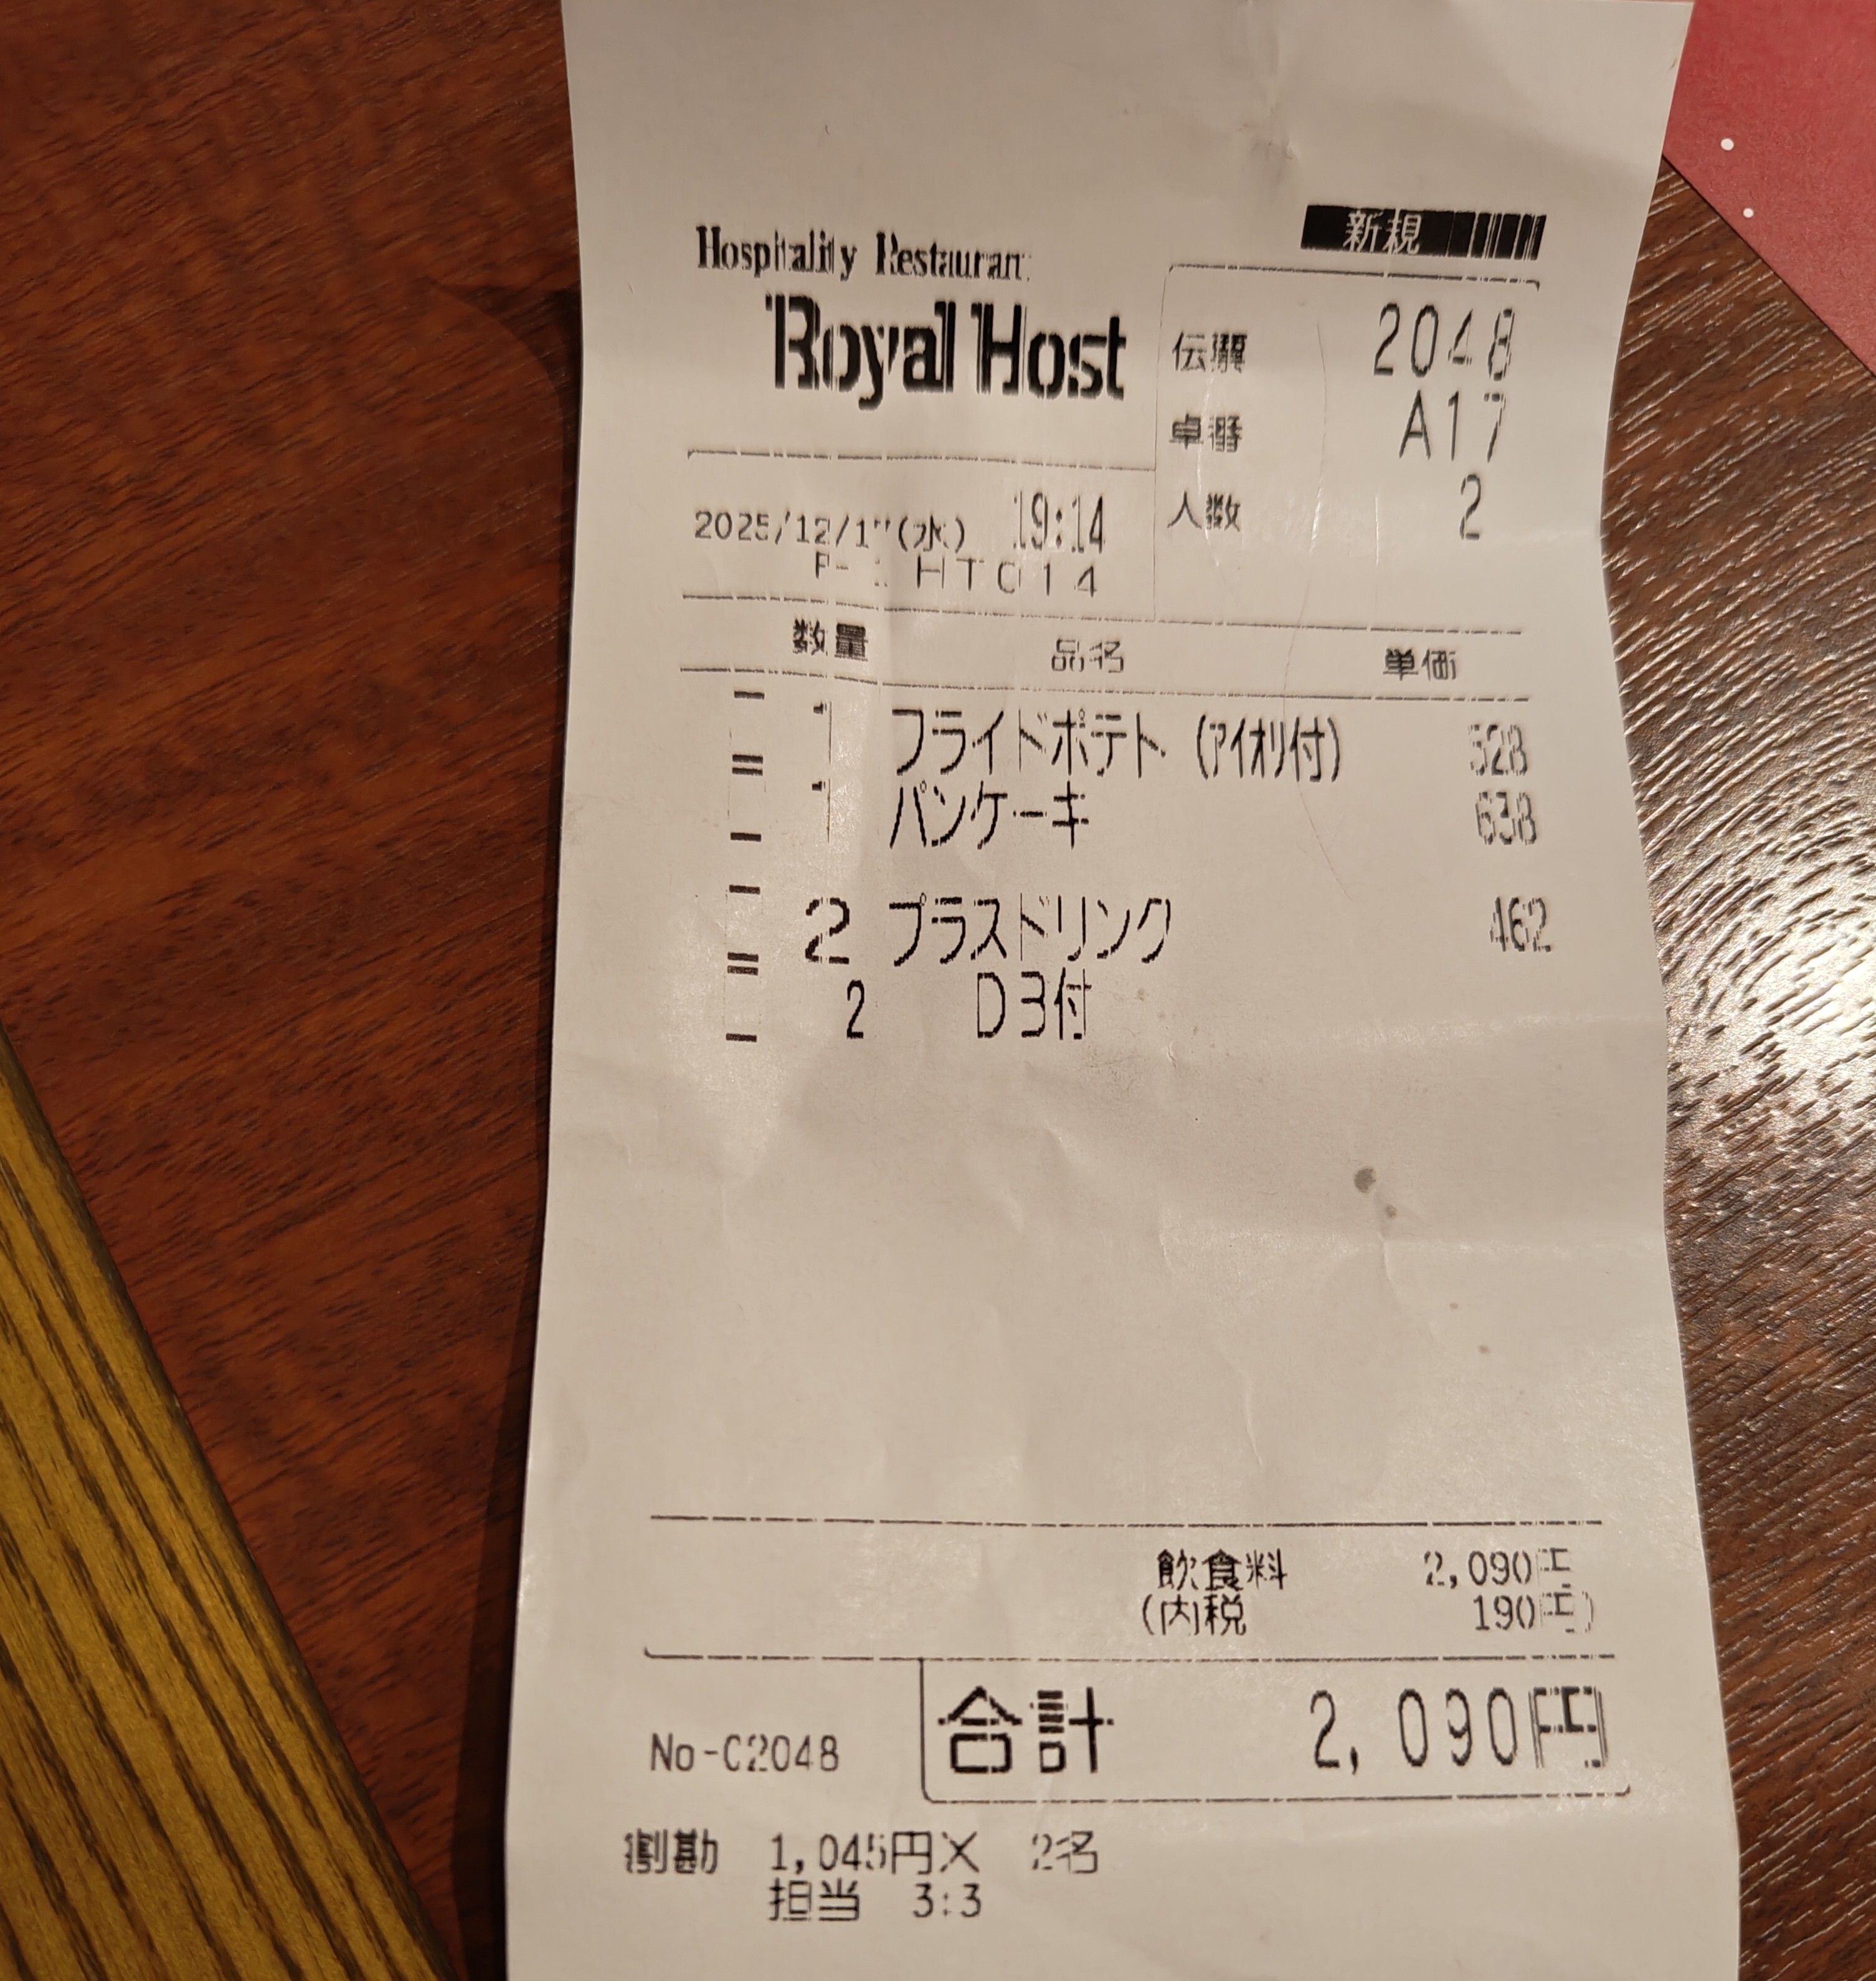 Hospitality Restaurant
Royal Host
新規
伝票 2048
卓番 A17
人数 2
2025/12/17(水) 19:14
HT014
数量 品名 単価
1 フライドポテト (アイオリ付) 528
1 パンケーキ 638
2 プラスドリンク 462
2 D3付
飲食料 2,090円
(内税 190円)
合計 2,090円
No-C2048
割勘 1,045円× 2名
担当 3:3